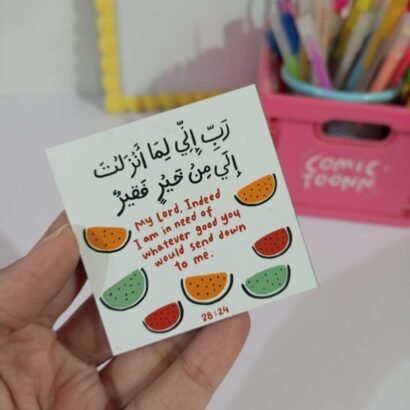 رَبِّ إِنِّي لِمَا أَنْزَلْتَ
إِلَيَّ مِنْ خَيْرٍ فَقِيرٌ
My Lord, Indeed
I am in need of
whatever good you
would send down
to me.
28:24
COMIC
TOONN